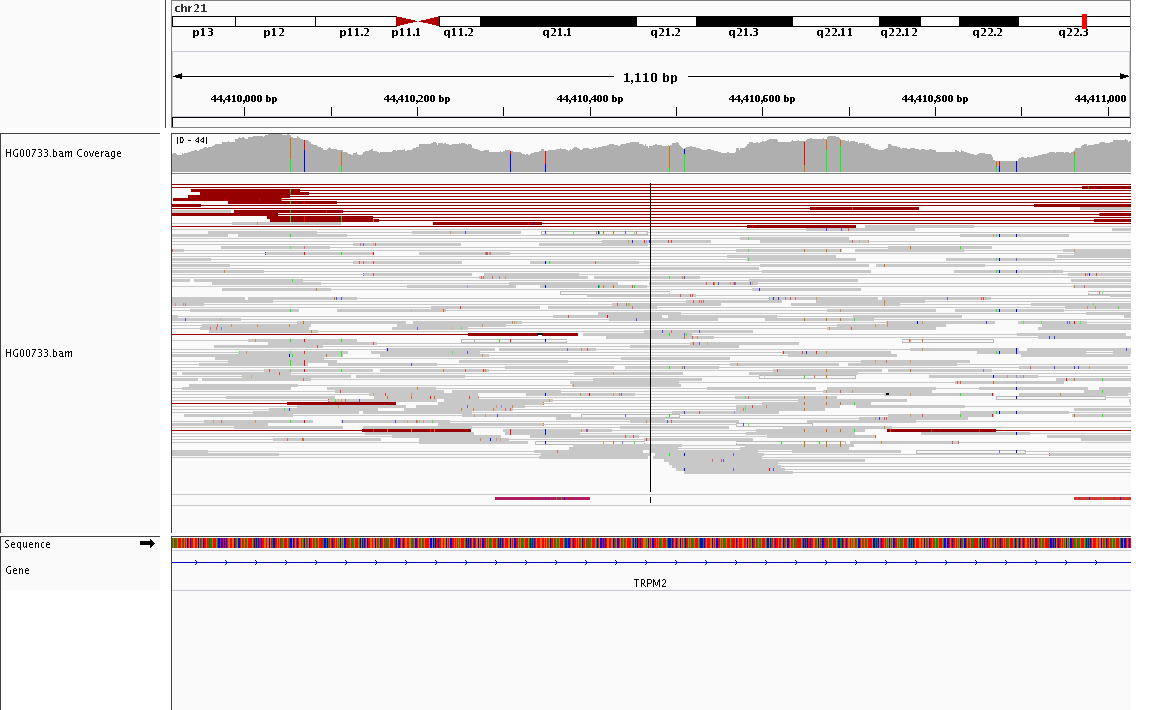 chr21
p13 p12 p11.2 p11.1 q11.2 q21.1 q21.2 q21.3 q22.11 q22.12 q22.2 q22.3
1,110 bp
44,410,000 bp 44,410,200 bp 44,410,400 bp 44,410,600 bp 44,410,800 bp 44,411,000
[0 - 44]
HG00733.bam Coverage
HG00733.bam
Sequence
Gene
TRPM2